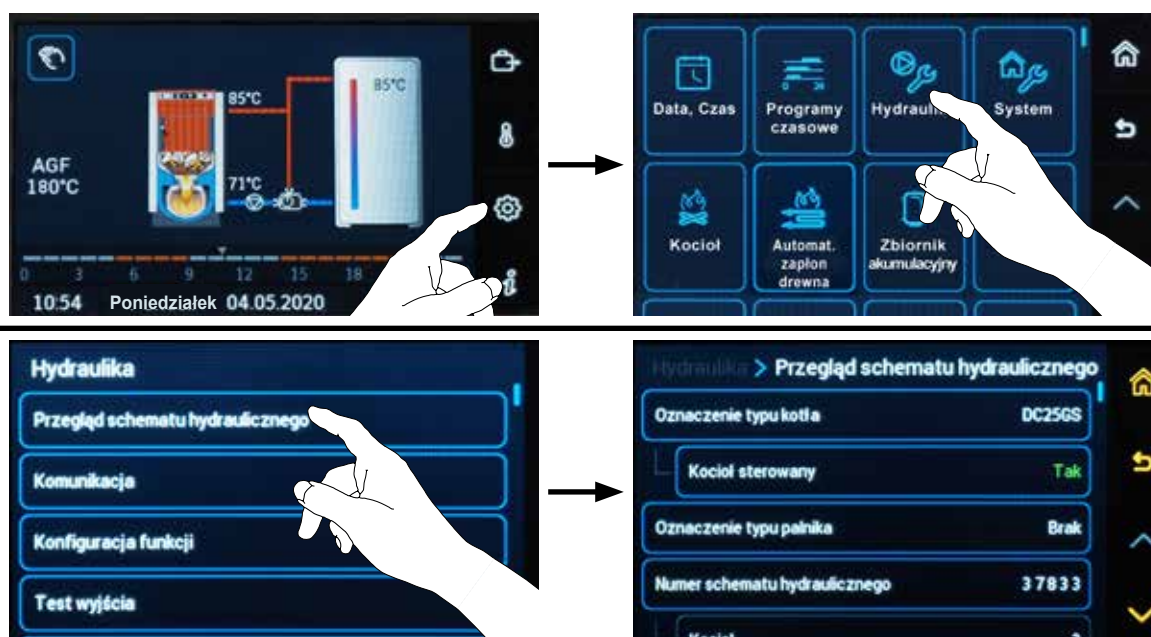 85°C
85°C
AGF
180°C
71°C
0 3 6 9 12 15 18
10:54 Poniedziałek 04.05.2020
Data, Czas
Programy
czasowe
0 24
System
Kocioł
Automat.
zapłon
drewna
Zbiornik
akumulacyjny
Hydraulika
Przegląd schematu hydraulicznego
Komunikacja
Konfiguracja funkcji
Test wyjścia
Hydraulika > Przegląd schematu hydraulicznego
Oznaczenie typu kotła DC25GS
Kocioł sterowany Tak
Oznaczenie typu palnika Brak
Numer schematu hydraulicznego 37833